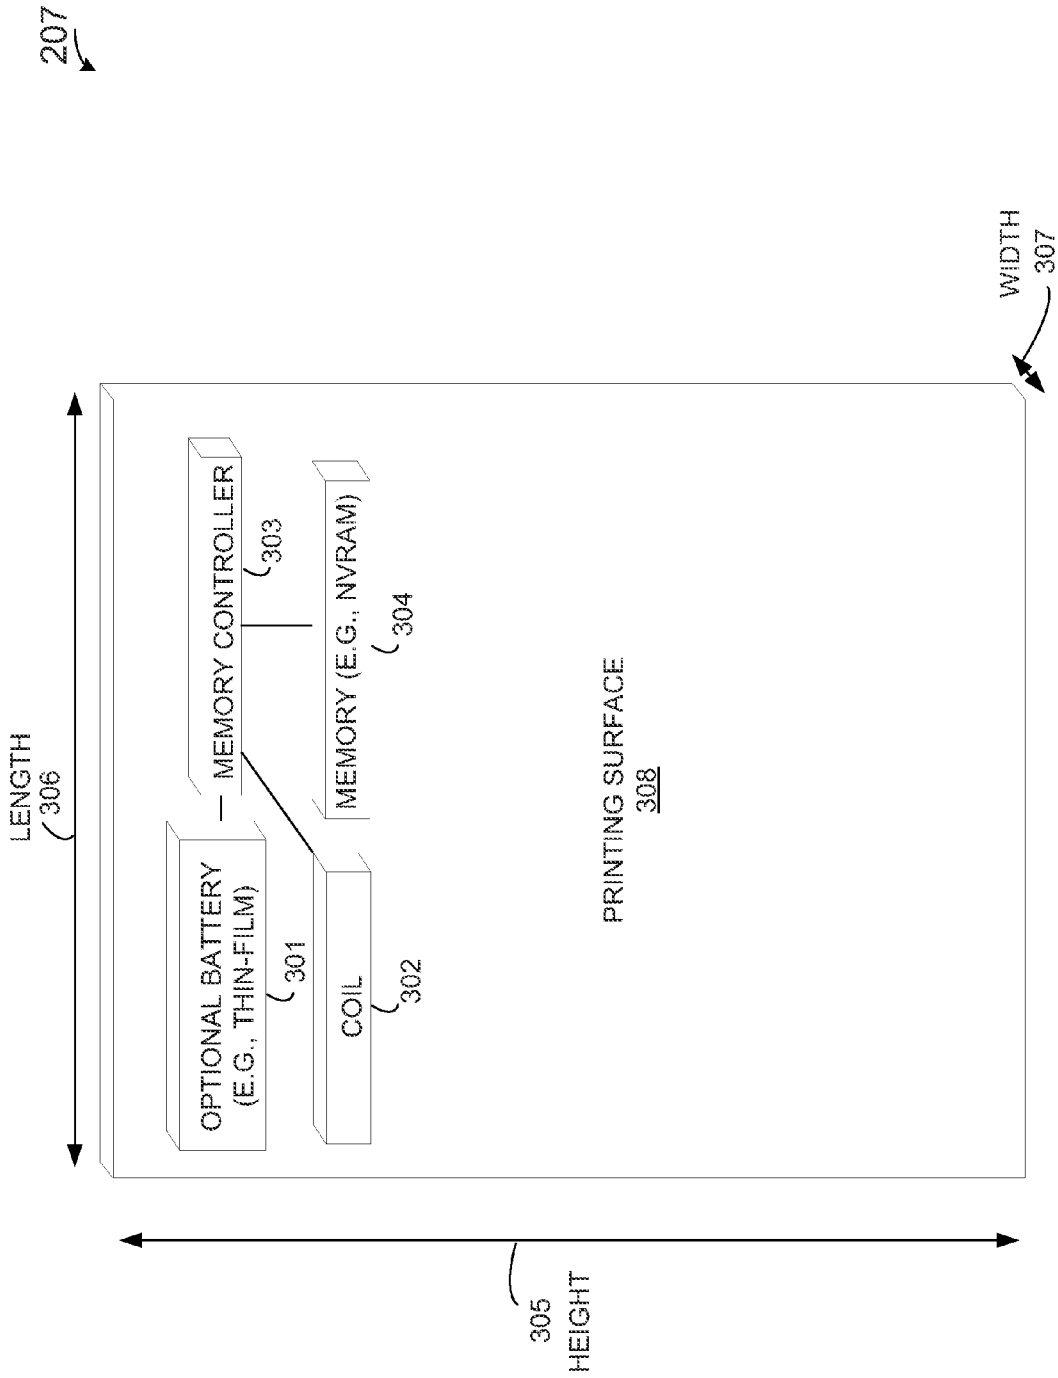 207
LENGTH
306
OPTIONAL BATTERY
(E.G., THIN-FILM)
301
MEMORY CONTROLLER
303
COIL
302
MEMORY (E.G., NVRAM)
304
PRINTING SURFACE
308
305
HEIGHT
WIDTH
307